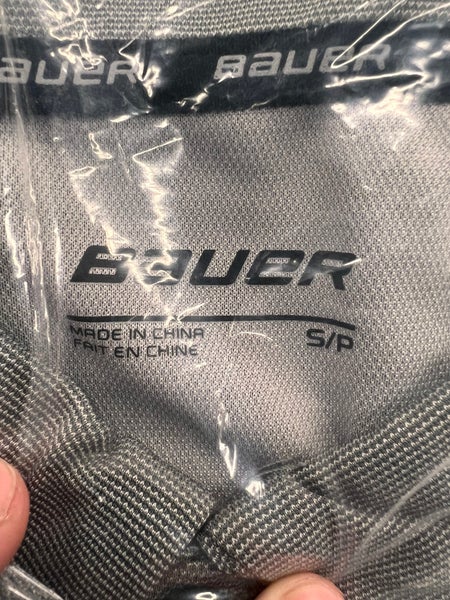 BAUER BAUER
BAUER
MADE IN CHINA
FAIT EN CHINE
S/P